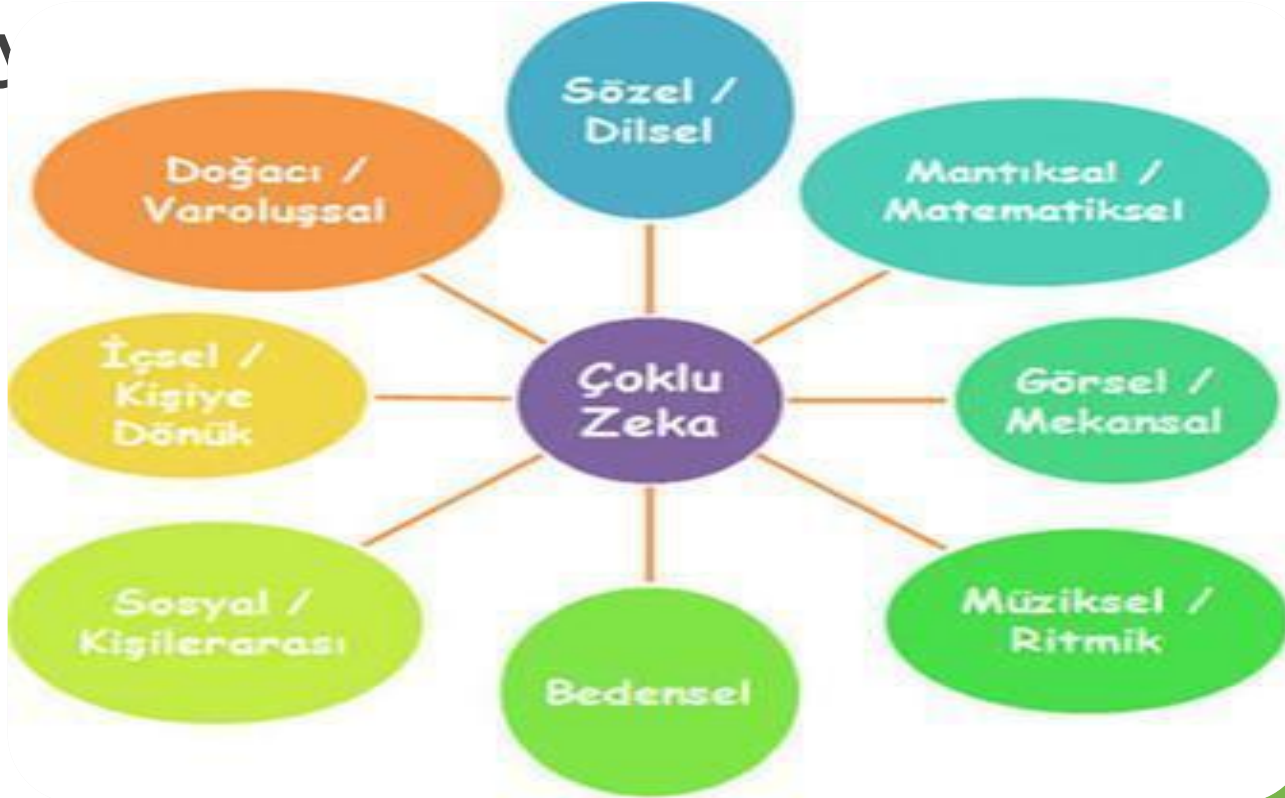 Sözel /
Dilsel
Doğacı /
Varoluşsal
Mantıksal /
Matematiksel
İçsel /
Kişiye
Dönük
Çoklu
Zeka
Görsel /
Mekansal
Sosyal /
Kişilerarası
Müziksel /
Ritmik
Bedensel